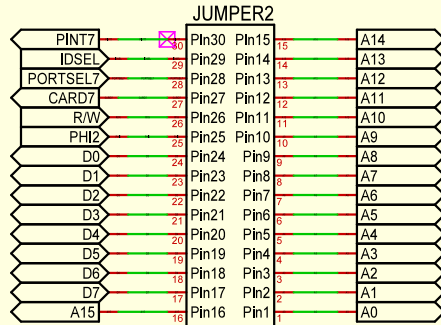 JUMPER2
PINT7 30 PIn30 PIn15 15 A14
IDSEL 29 Pin29 Pin14 14 A13
PORTSEL7 28 Pin28 Pin13 13 A12
CARD7 27 Pin27 Pin12 12 A11
R/W 26 PIn26 PIn11 11 A10
PHI2 25 Pin25 Pin10 10 A9
D0 24 Pin24 Pin9 9 A8
D1 23 Pin23 Pin8 8 A7
D2 22 Pin22 PIn7 7 A6
D3 21 Pin21 PIn6 6 A5
D4 20 Pin20 Pin5 5 A4
D5 19 Pin19 Pin4 4 A3
D6 18 Pin18 Pin3 3 A2
D7 17 PIn17 PIn2 2 A1
A15 16 Pin16 Pin1 1 A0